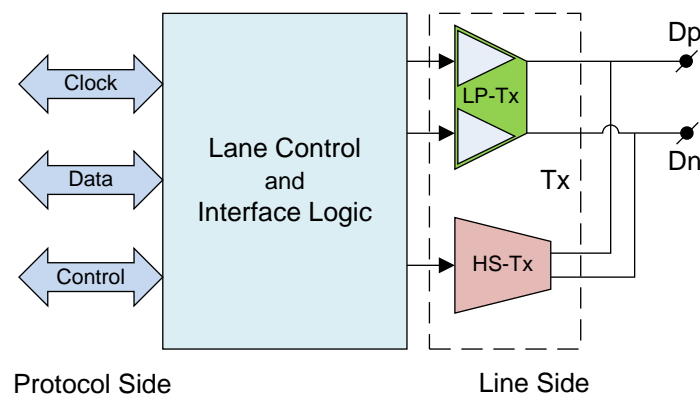 Clock
Data
Control
Lane Control
and
Interface Logic
LP-Tx
HS-Tx
Tx
Dp
Dn
Protocol Side
Line Side